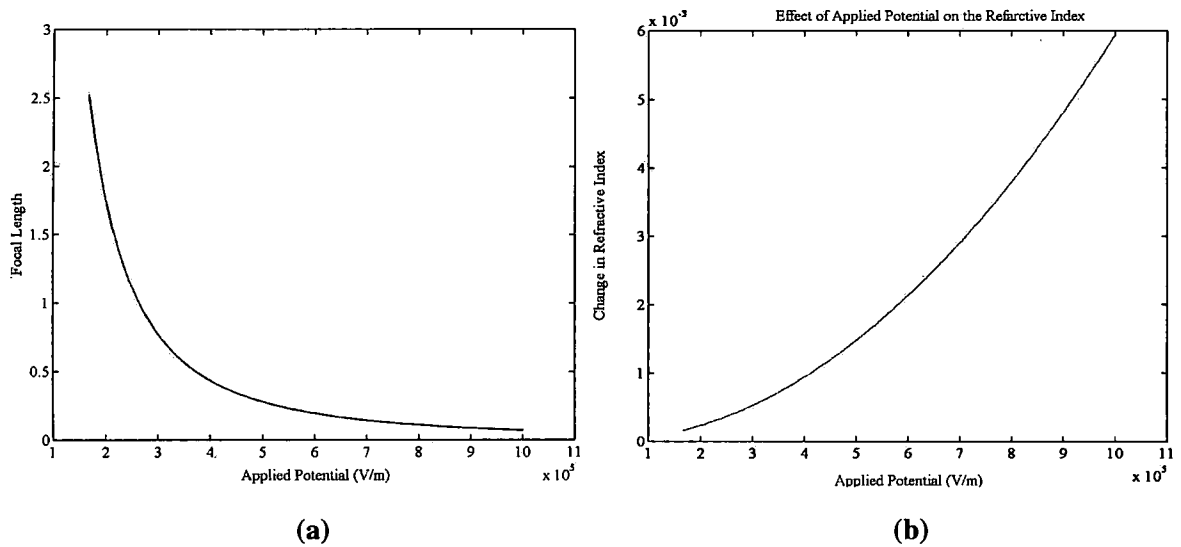 3
2.5
2
1.5
1
0.5
0
Focal Length
1 2 3 4 5 6 7 8 9 10 11
Applied Potential (V/m)
x 10^5
(a)
x 10^-3
Effect of Applied Potential on the Refarctive Index
6
5
4
3
2
1
0
Change in Refractive Index
1 2 3 4 5 6 7 8 9 10 11
Applied Potential (V/m)
x 10^5
(b)